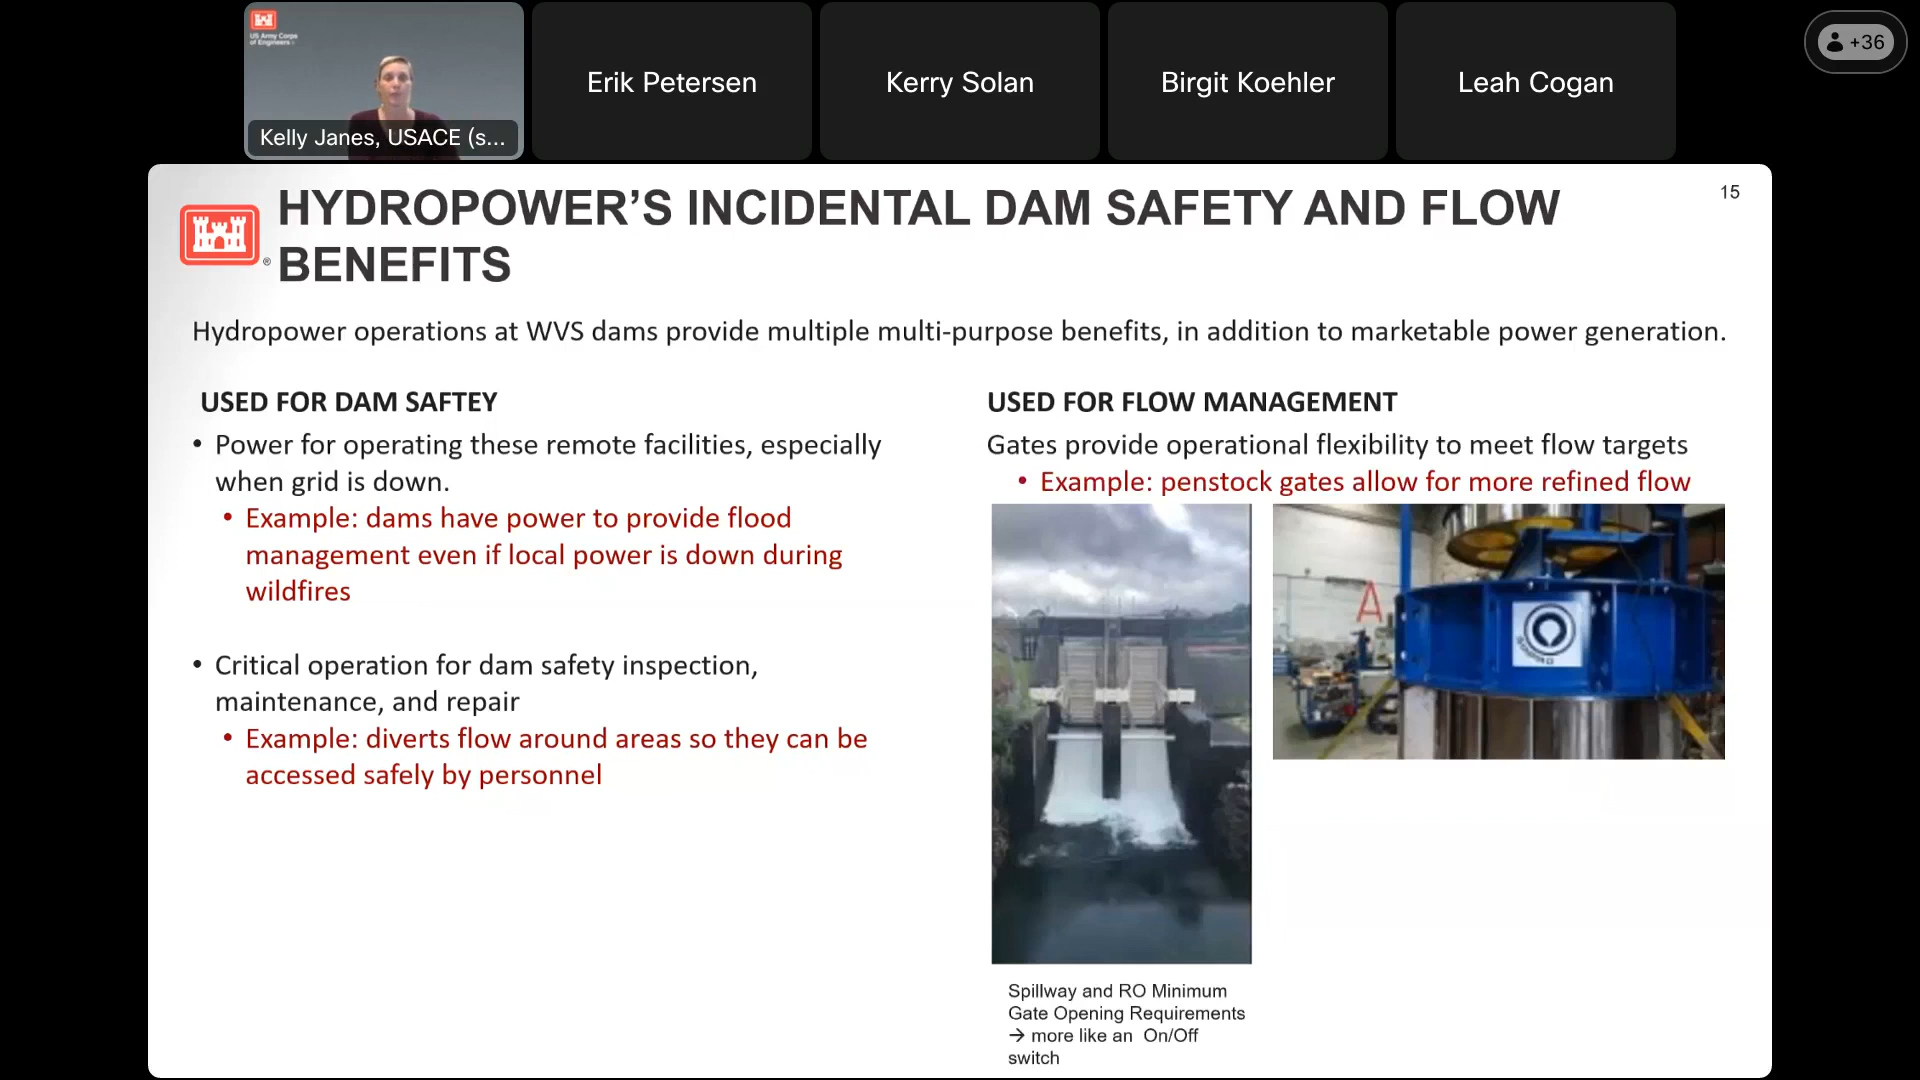 US Army Corps
of Engineers
Kelly Janes, USACE (s...
Erik Petersen
Kerry Solan
Birgit Koehler
Leah Cogan
+36
15
HYDROPOWER’S INCIDENTAL DAM SAFETY AND FLOW
BENEFITS
®
Hydropower operations at WVS dams provide multiple multi-purpose benefits, in addition to marketable power generation.
USED FOR DAM SAFTEY
• Power for operating these remote facilities, especially
when grid is down.
• Example: dams have power to provide flood
management even if local power is down during
wildfires
• Critical operation for dam safety inspection,
maintenance, and repair
• Example: diverts flow around areas so they can be
accessed safely by personnel
USED FOR FLOW MANAGEMENT
Gates provide operational flexibility to meet flow targets
• Example: penstock gates allow for more refined flow
A
Spillway and RO Minimum
Gate Opening Requirements
→ more like an On/Off
switch